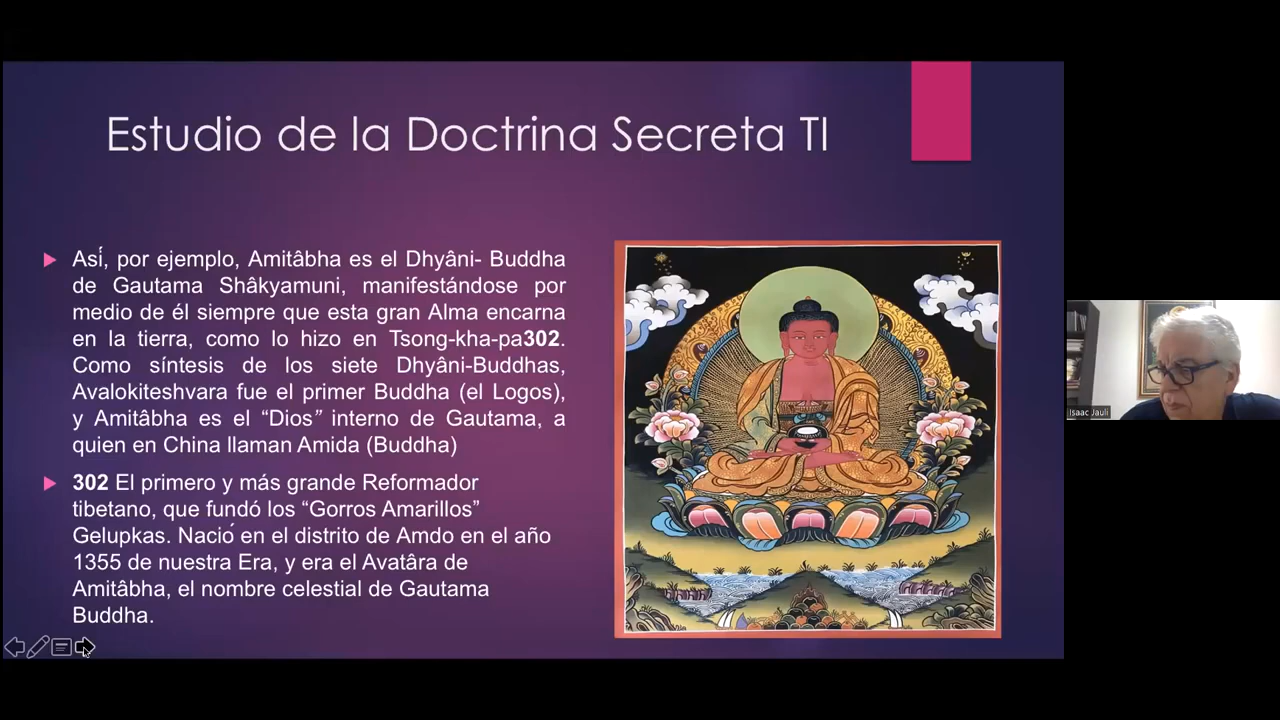 Estudio de la Doctrina Secreta TI
Así, por ejemplo, Amitâbha es el Dhyâni- Buddha
de Gautama Shâkyamuni, manifestándose por
medio de él siempre que esta gran Alma encarna
en la tierra, como lo hizo en Tsong-kha-pa302.
Como síntesis de los siete Dhyâni-Buddhas,
Avalokiteshvara fue el primer Buddha (el Logos),
y Amitâbha es el “Dios” interno de Gautama, a
quien en China llaman Amida (Buddha)
302 El primero y más grande Reformador
tibetano, que fundó los “Gorros Amarillos”
Gelupkas. Nació en el distrito de Amdo en el año
1355 de nuestra Era, y era el Avatâra de
Amitâbha, el nombre celestial de Gautama
Buddha.
Isaac Jauli